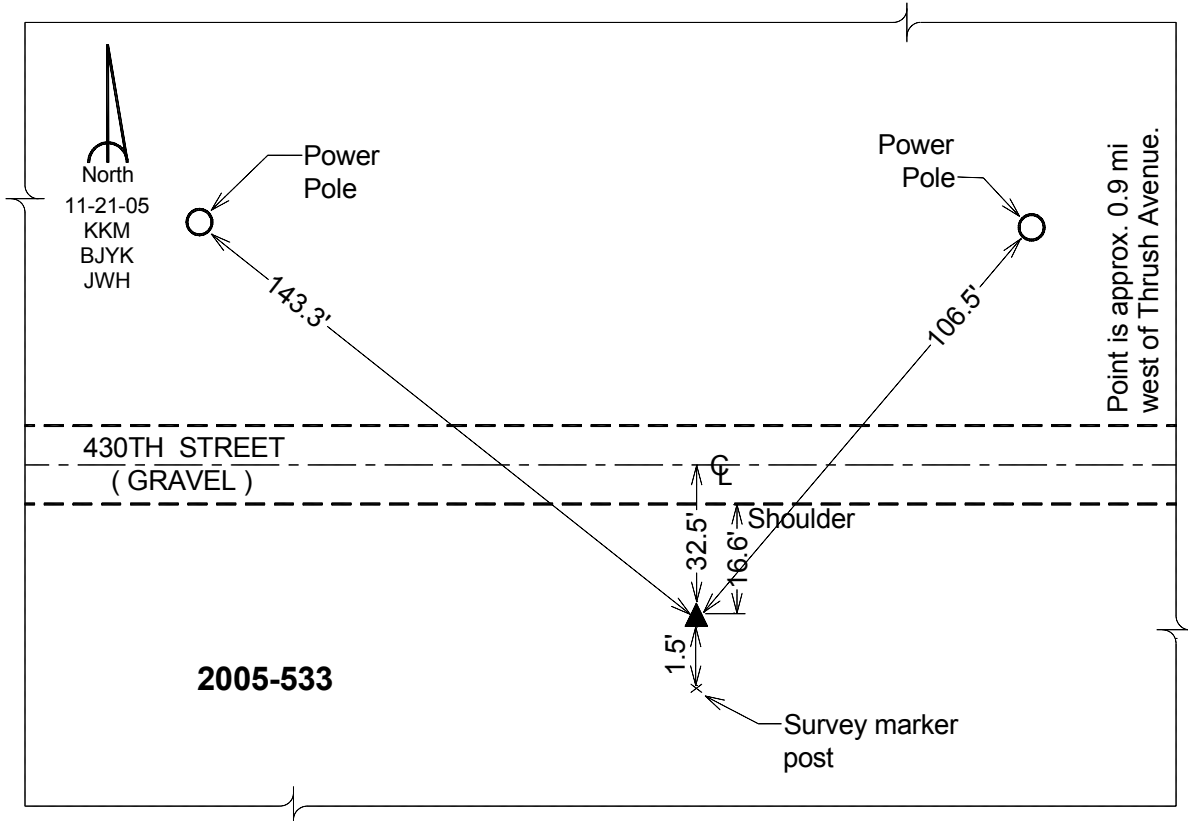 North
11-21-05
KKM
BJYK
JWH
Power
Pole
Power
Pole
Point is approx. 0.9 mi
west of Thrush Avenue.
143.3'
106.5'
430TH STREET
( GRAVEL )
CL
Shoulder
32.5'
16.6'
1.5'
2005-533
Survey marker
post